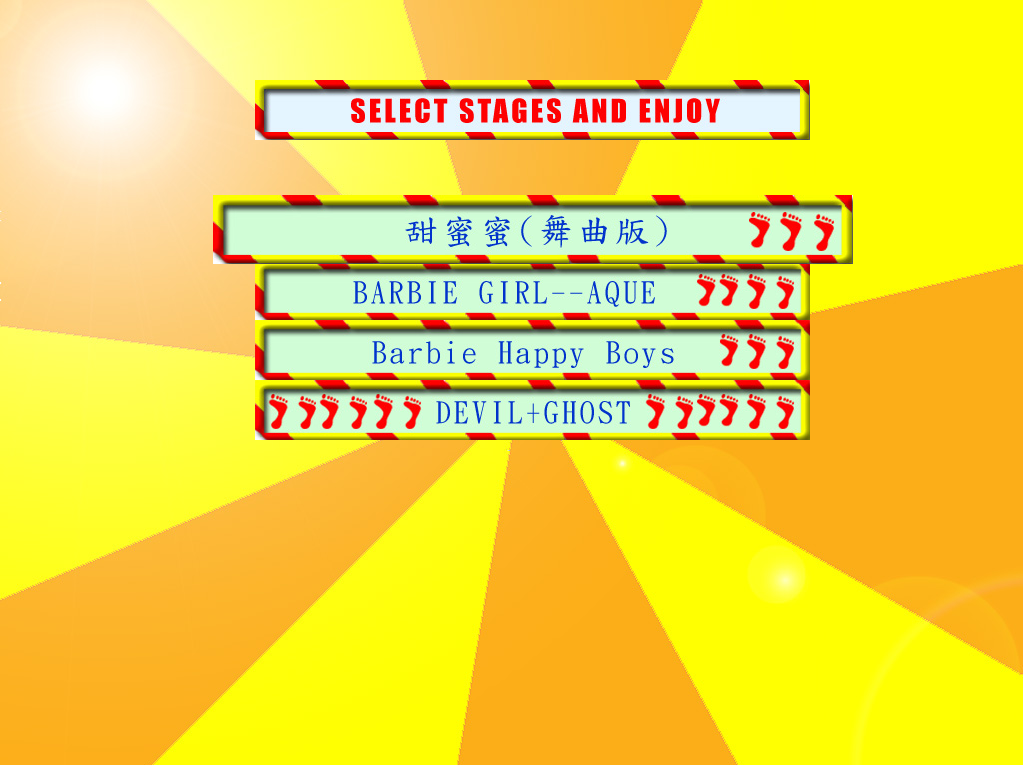 SELECT STAGES AND ENJOY
甜蜜蜜(舞曲版)
BARBIE GIRL--AQUE
Barbie Happy Boys
DEVIL+GHOST